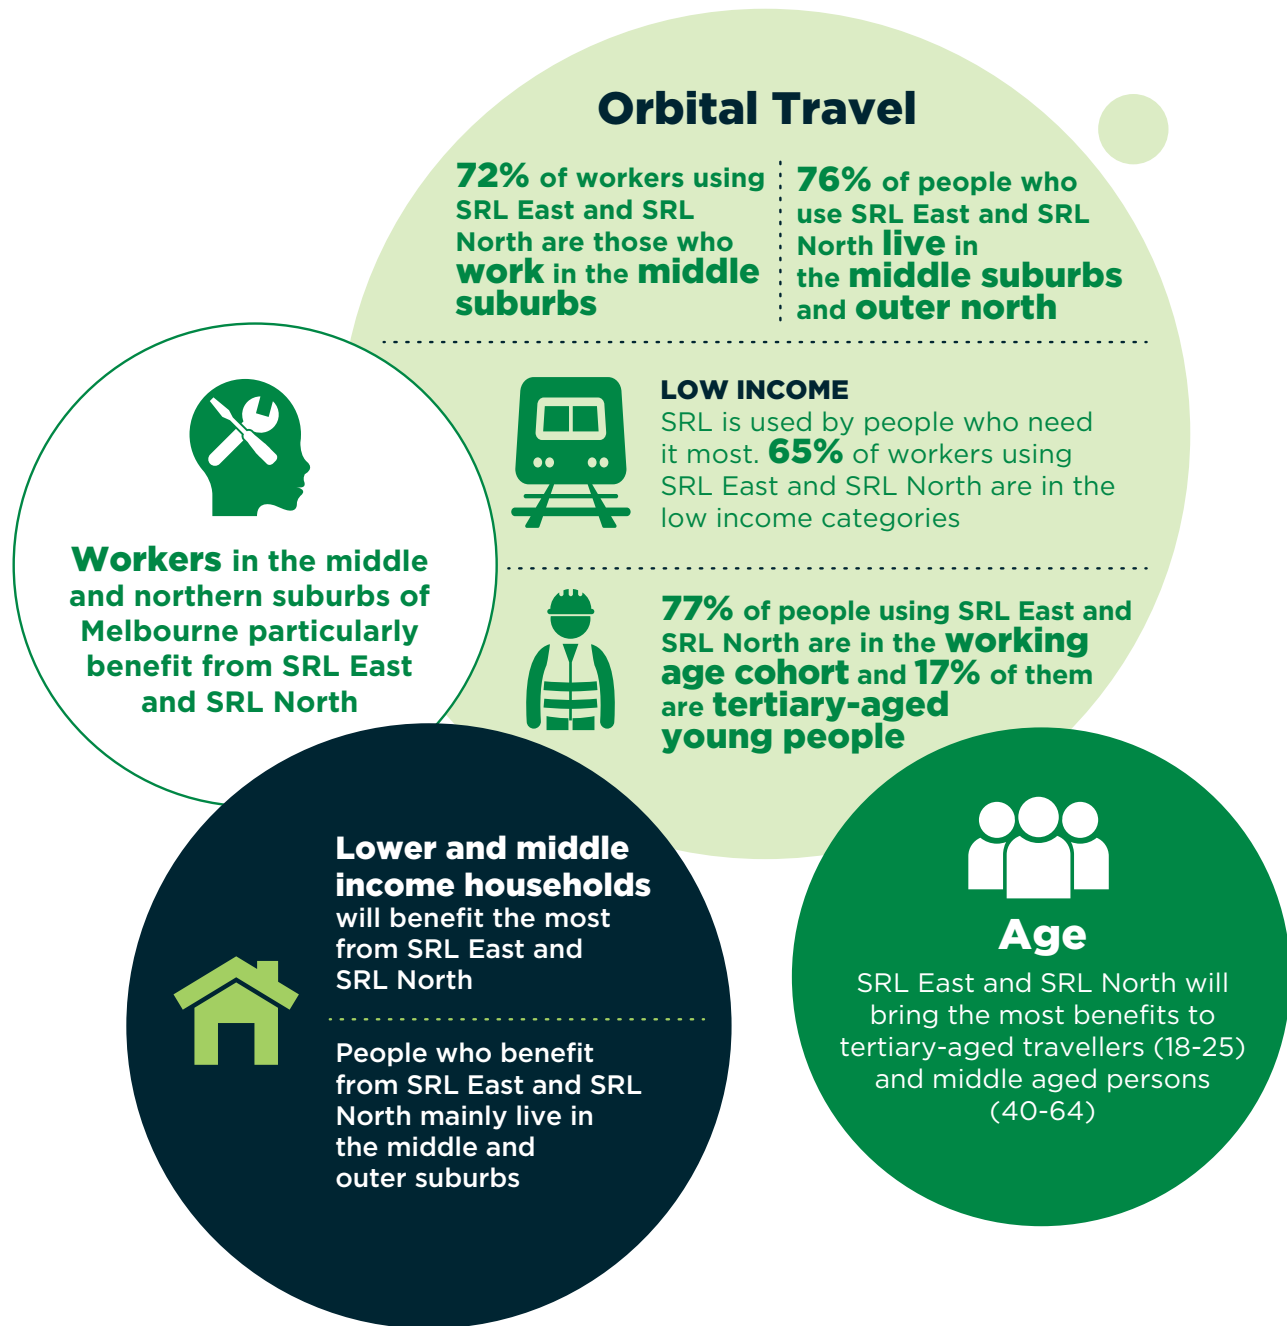 Orbital Travel
72% of workers using
SRL East and SRL
North are those who
work in the middle
suburbs
76% of people who
use SRL East and SRL
North live in
the middle suburbs
and outer north
LOW INCOME
SRL is used by people who need
it most. 65% of workers using
SRL East and SRL North are in the
low income categories
77% of people using SRL East and
SRL North are in the working
age cohort and 17% of them
are tertiary-aged
young people
Workers in the middle
and northern suburbs of
Melbourne particularly
benefit from SRL East
and SRL North
Lower and middle
income households
will benefit the most
from SRL East and
SRL North
People who benefit
from SRL East and SRL
North mainly live in
the middle and
outer suburbs
Age
SRL East and SRL North will
bring the most benefits to
tertiary-aged travellers (18-25)
and middle aged persons
(40-64)